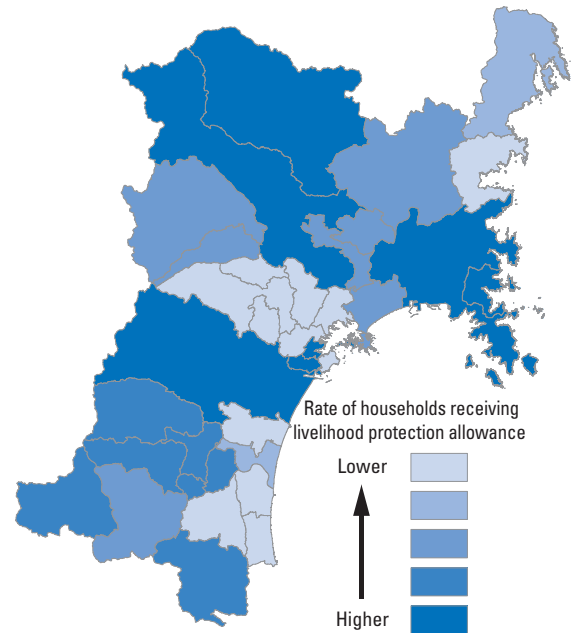 Rate of households receiving
livelihood protection allowance
Lower
Higher